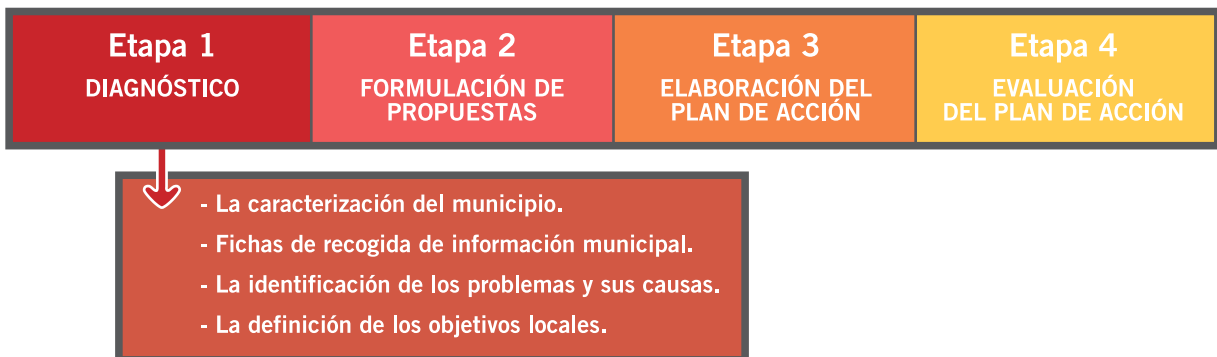 Etapa 1
DIAGNÓSTICO
Etapa 2
FORMULACIÓN DE
PROPUESTAS
Etapa 3
ELABORACIÓN DEL
PLAN DE ACCIÓN
Etapa 4
EVALUACIÓN
DEL PLAN DE ACCIÓN
- La caracterización del municipio.
- Fichas de recogida de información municipal.
- La identificación de los problemas y sus causas.
- La definición de los objetivos locales.